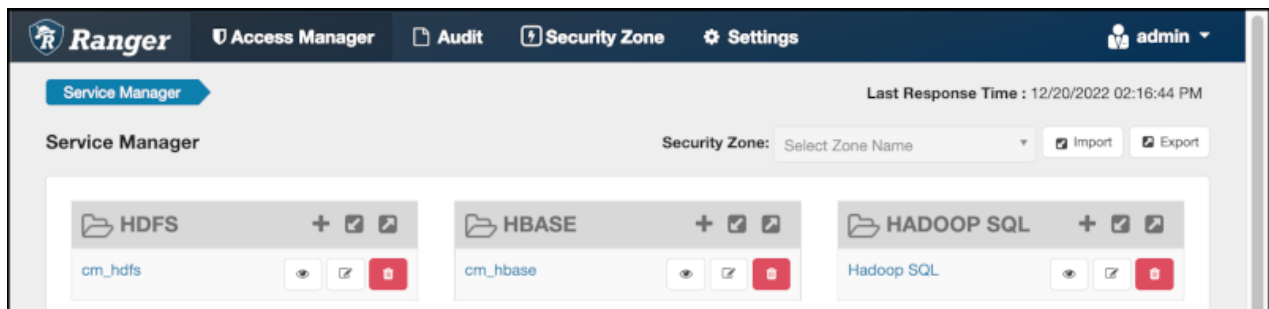 Ranger Access Manager Audit Security Zone Settings admin
Service Manager Last Response Time : 12/20/2022 02:16:44 PM
Service Manager Security Zone: Select Zone Name Import Export
HDFS HBASE HADOOP SQL
cm_hdfs cm_hbase Hadoop SQL